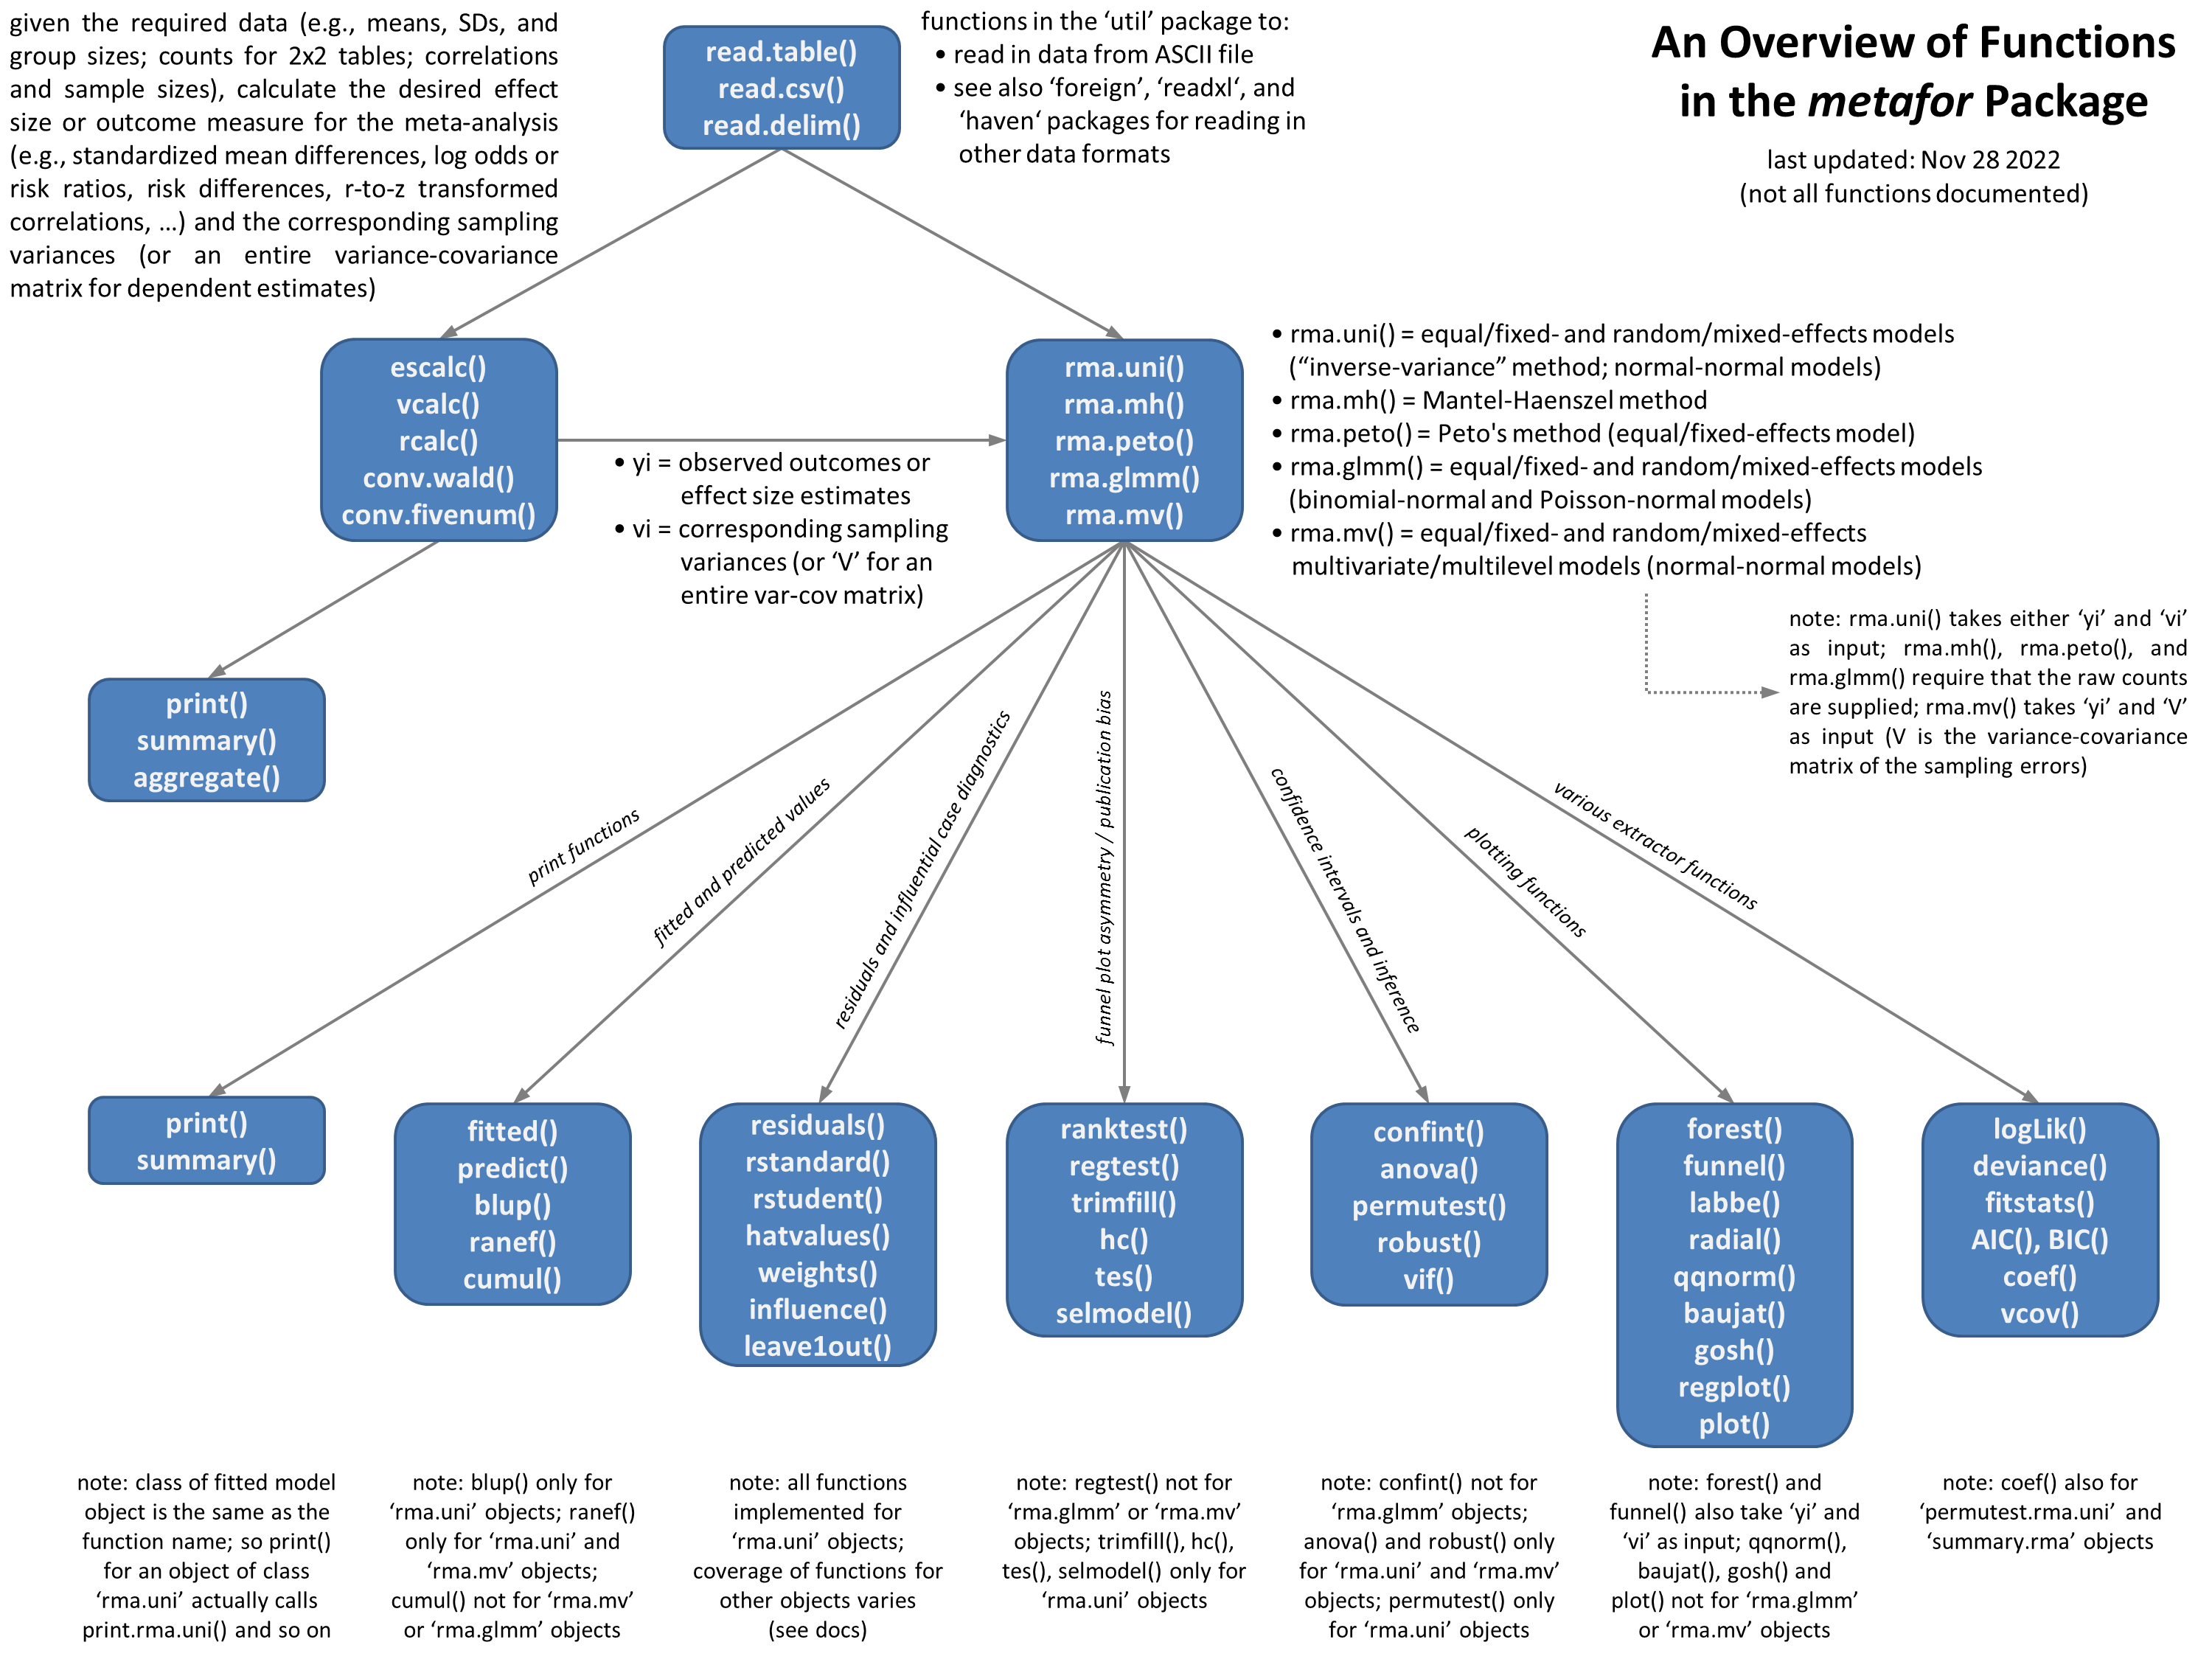 given the required data (e.g., means, SDs, and
group sizes; counts for 2x2 tables; correlations
and sample sizes), calculate the desired effect
size or outcome measure for the meta-analysis
(e.g., standardized mean differences, log odds or
risk ratios, risk differences, r-to-z transformed
correlations, ...) and the corresponding sampling
variances (or an entire variance-covariance
matrix for dependent estimates)
read.table()
read.csv()
read.delim()
functions in the ‘util’ package to:
• read in data from ASCII file
• see also ‘foreign’, ‘readxl‘, and
‘haven‘ packages for reading in
other data formats
An Overview of Functions
in the metafor Package
last updated: Nov 28 2022
(not all functions documented)
escalc()
vcalc()
rcalc()
conv.wald()
conv.fivenum()
• yi = observed outcomes or
effect size estimates
• vi = corresponding sampling
variances (or ‘V’ for an
entire var-cov matrix)
rma.uni()
rma.mh()
rma.peto()
rma.glmm()
rma.mv()
• rma.uni() = equal/fixed- and random/mixed-effects models
(“inverse-variance” method; normal-normal models)
• rma.mh() = Mantel-Haenszel method
• rma.peto() = Peto's method (equal/fixed-effects model)
• rma.glmm() = equal/fixed- and random/mixed-effects models
(binomial-normal and Poisson-normal models)
• rma.mv() = equal/fixed- and random/mixed-effects
multivariate/multilevel models (normal-normal models)
note: rma.uni() takes either ‘yi’ and ‘vi’
as input; rma.mh(), rma.peto(), and
rma.glmm() require that the raw counts
are supplied; rma.mv() takes ‘yi’ and ‘V’
as input (V is the variance-covariance
matrix of the sampling errors)
print()
summary()
aggregate()
print functions
fitted and predicted values
residuals and influential case diagnostics
funnel plot asymmetry / publication bias
confidence intervals and inference
plotting functions
various extractor functions
print()
summary()
fitted()
predict()
blup()
ranef()
cumul()
residuals()
rstandard()
rstudent()
hatvalues()
weights()
influence()
leave1out()
ranktest()
regtest()
trimfill()
hc()
tes()
selmodel()
confint()
anova()
permutest()
robust()
vif()
forest()
funnel()
labbe()
radial()
qqnorm()
baujat()
gosh()
regplot()
plot()
logLik()
deviance()
fitstats()
AIC(), BIC()
coef()
vcov()
note: class of fitted model
object is the same as the
function name; so print()
for an object of class
‘rma.uni’ actually calls
print.rma.uni() and so on
note: blup() only for
‘rma.uni’ objects; ranef()
only for ‘rma.uni’ and
‘rma.mv’ objects;
cumul() not for ‘rma.mv’
or ‘rma.glmm’ objects
note: all functions
implemented for
‘rma.uni’ objects;
coverage of functions for
other objects varies
(see docs)
note: regtest() not for
‘rma.glmm’ or ‘rma.mv’
objects; trimfill(), hc(),
tes(), selmodel() only for
‘rma.uni’ objects
note: confint() not for
‘rma.glmm’ objects;
anova() and robust() only
for ‘rma.uni’ and ‘rma.mv’
objects; permutest() only
for ‘rma.uni’ objects
note: forest() and
funnel() also take ‘yi’ and
‘vi’ as input; qqnorm(),
baujat(), gosh() and
plot() not for ‘rma.glmm’
or ‘rma.mv’ objects
note: coef() also for
‘permutest.rma.uni’ and
‘summary.rma’ objects